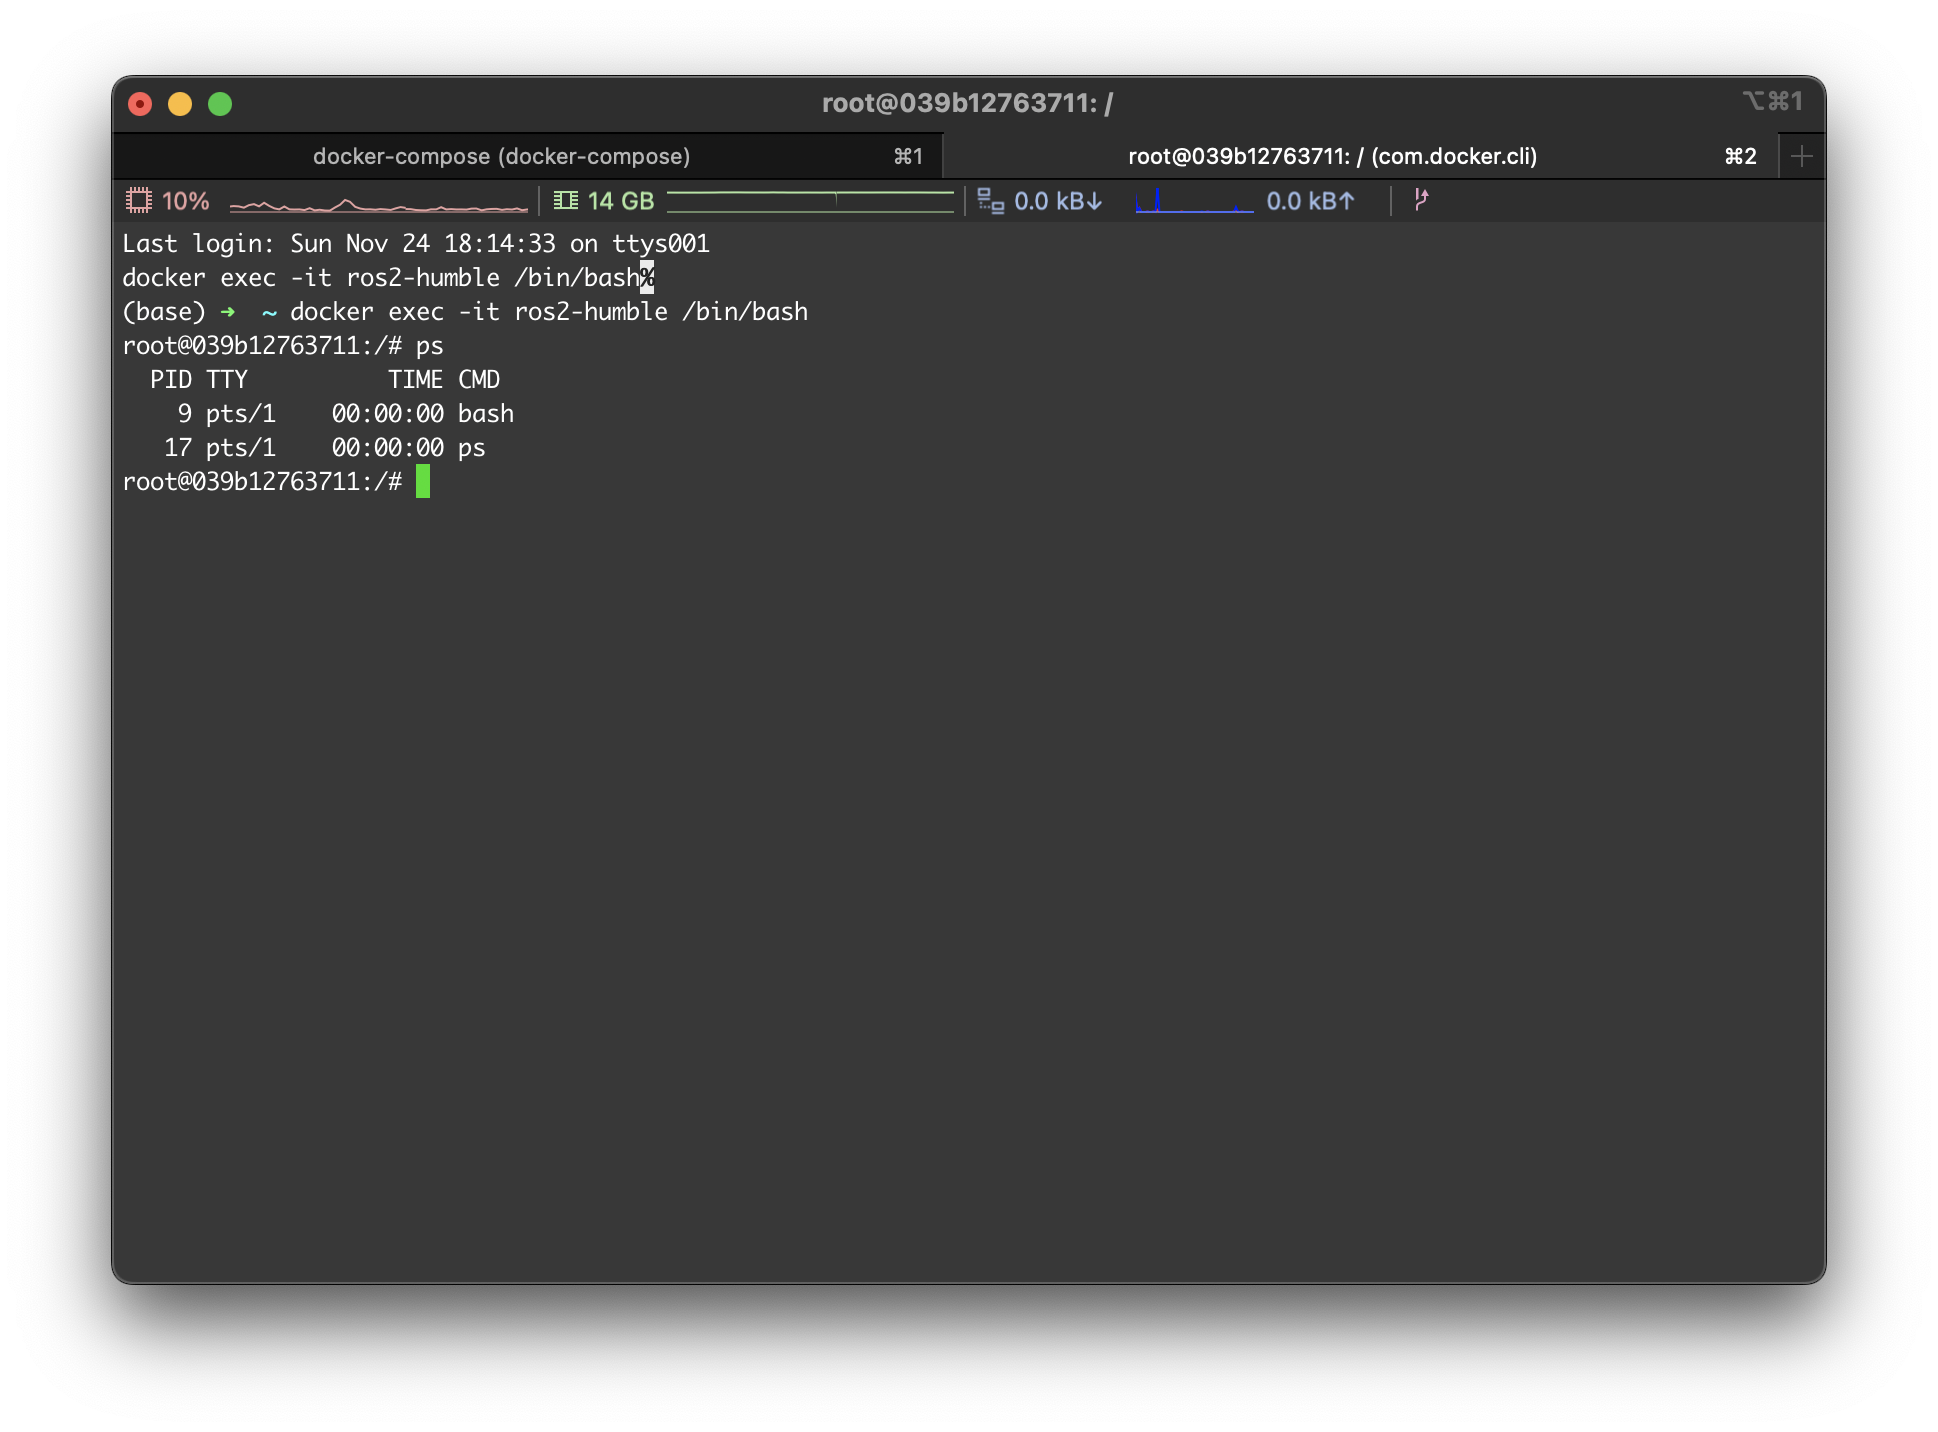 root@039b12763711: /
⌥⌘1
docker-compose (docker-compose) ⌘1
root@039b12763711: / (com.docker.cli) ⌘2
10% 14 GB 0.0 kB↓ 0.0 kB↑
Last login: Sun Nov 24 18:14:33 on ttys001
docker exec -it ros2-humble /bin/bash%
(base) ➜  ~ docker exec -it ros2-humble /bin/bash
root@039b12763711:/# ps
  PID TTY          TIME CMD
    9 pts/1    00:00:00 bash
   17 pts/1    00:00:00 ps
root@039b12763711:/#